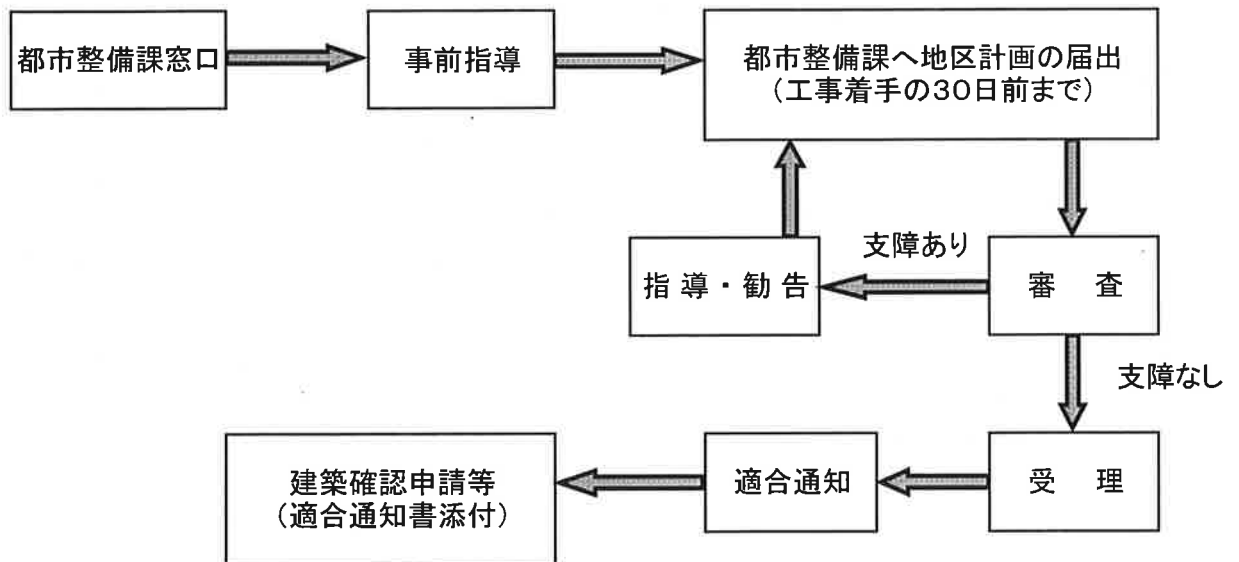 都市整備課窓口
事前指導
都市整備課へ地区計画の届出
（工事着手の30日前まで）
支障あり
指導・勧告
審　査
支障なし
建築確認申請等
（適合通知書添付）
適合通知
受　理